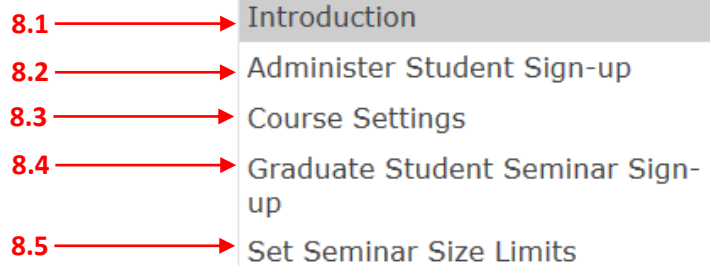 8.1 Introduction
8.2 Administer Student Sign-up
8.3 Course Settings
8.4 Graduate Student Seminar Sign-
up
8.5 Set Seminar Size Limits